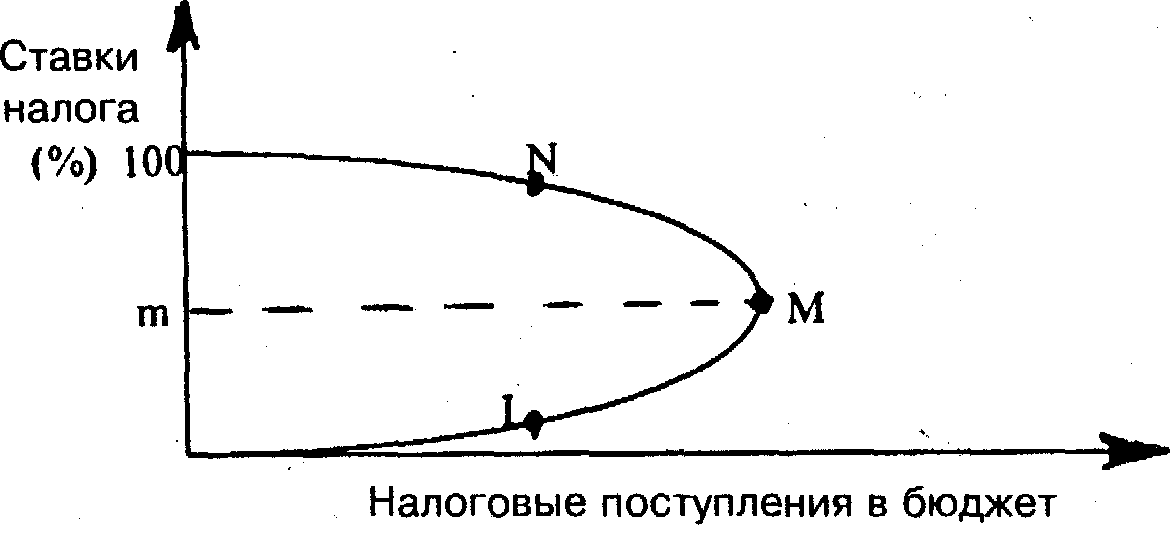 Ставки
налога
(%) 100
N
m
M
L
Налоговые поступления в бюджет